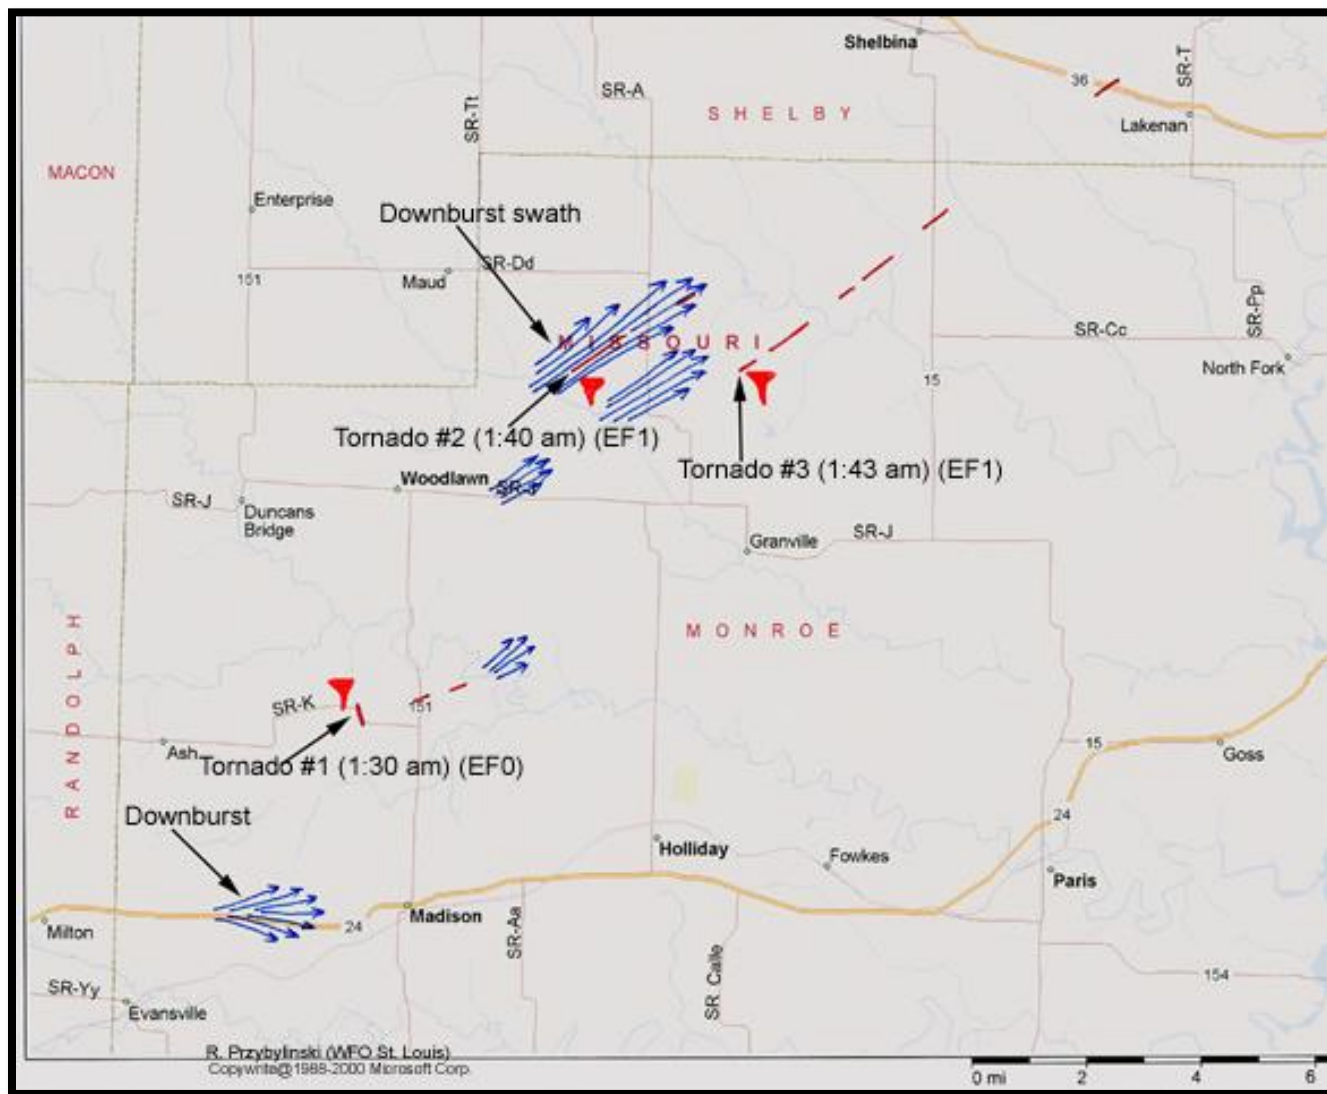 Shelbina
SR-T
36
SR-A
SR-Tt
SHELBY
Lakenan
MACON
Enterprise
Downburst swath
SR-Dd
151
Maud
SR-Pp
MISSOURI
SR-Cc
North Fork
15
Tornado #2 (1:40 am) (EF1)
Tornado #3 (1:43 am) (EF1)
Woodlawn
SR-J
SR-J
Duncans
Bridge
SR-J
Granville
RANDOLPH
MONROE
SR-K
151
Ash
Tornado #1 (1:30 am) (EF0)
15
Goss
Downburst
24
Holliday
Fowkes
Paris
Madison
24
Milton
SR-Aa
SR Calle
154
SR-Yy
Evansville
R. Przybylinski (WFO St. Louis)
Copywrite@1988-2000 Microsoft Corp.
0 mi 2 4 6